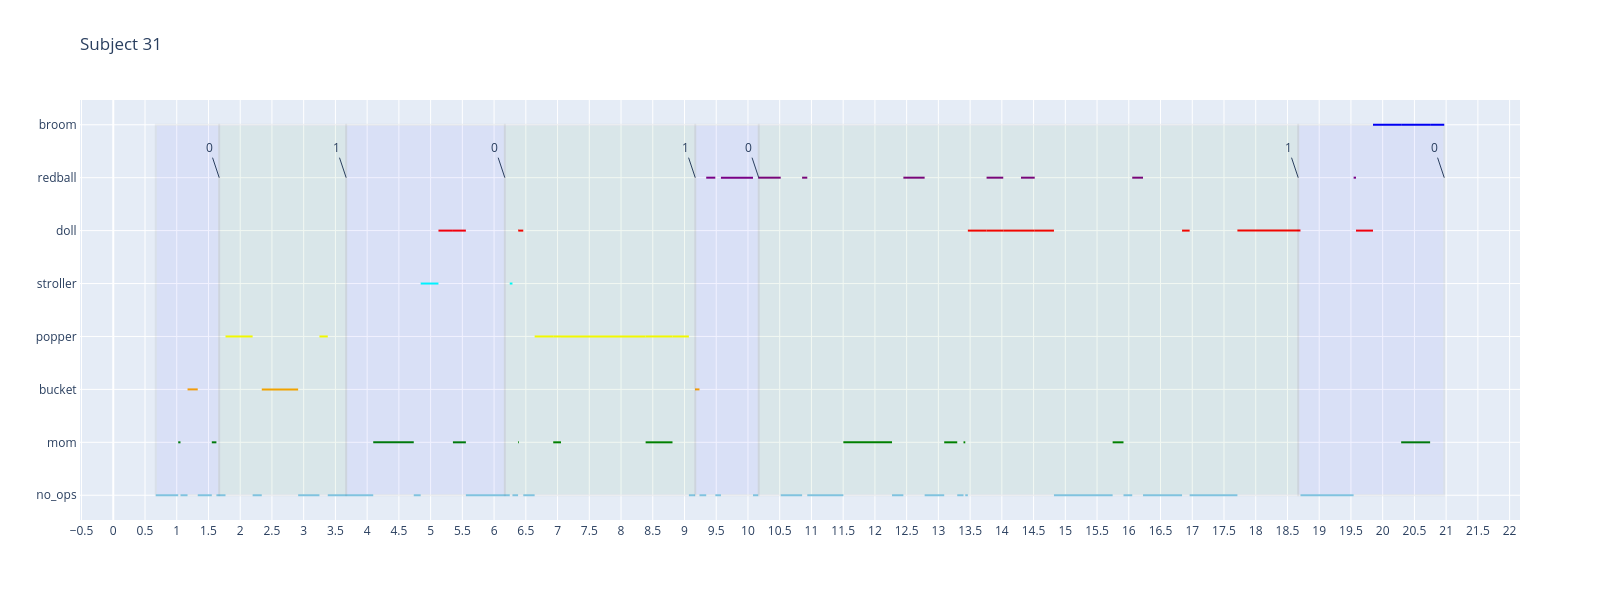 Subject 31
broom
0 1 0 1 0 1 0
redball
doll
stroller
popper
bucket
mom
no_ops
−0.5 0 0.5 1 1.5 2 2.5 3 3.5 4 4.5 5 5.5 6 6.5 7 7.5 8 8.5 9 9.5 10 10.5 11 11.5 12 12.5 13 13.5 14 14.5 15 15.5 16 16.5 17 17.5 18 18.5 19 19.5 20 20.5 21 21.5 22